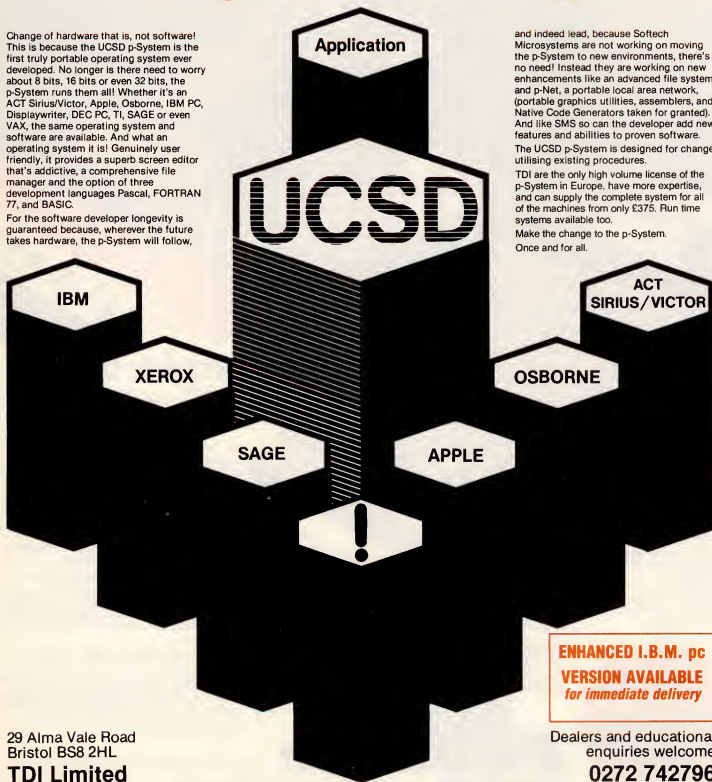 Change of hardware that is, not software!
This is because the UCSD p-System is the
first truly portable operating system ever
developed. No longer is there need to worry
about 8 bits, 16 bits or even 32 bits, the
p-System runs them all! Whether it's an
ACT Sirius/Victor, Apple, Osborne, IBM PC,
Displaywriter, DEC PC, TI, SAGE or even
VAX, the same operating system and
software are available. And what an
operating system it is! Genuinely user
friendly, it provides a superb screen editor
that's addictive, a comprehensive file
manager and the option of three
development languages Pascal, FORTRAN
77, and BASIC.
For the software developer longevity is
guaranteed because, wherever the future
takes hardware, the p-System will follow,
and indeed lead, because Softech
Microsystems are not working on moving
the p-System to new environments, there's
no need! Instead they are working on new
enhancements like an advanced file system
and p-Net, a portable local area network,
(portable graphics utilities, assemblers, and
Native Code Generators taken for granted).
And like SMS so can the developer add new
features and abilities to proven software.
The UCSD p-System is designed for change
utilising existing procedures.
TDI are the only high volume license of the
p-System in Europe, have more expertise,
and can supply the complete system for all
of the machines from only £375. Run time
systems available too.
Make the change to the p-System.
Once and for all.
Application
UCSD
IBM
ACT
SIRIUS/VICTOR
XEROX
OSBORNE
SAGE
APPLE
!
ENHANCED I.B.M. pc
VERSION AVAILABLE
for immediate delivery
29 Alma Vale Road
Bristol BS8 2HL
TDI Limited
Dealers and educational
enquiries welcome
0272 742796